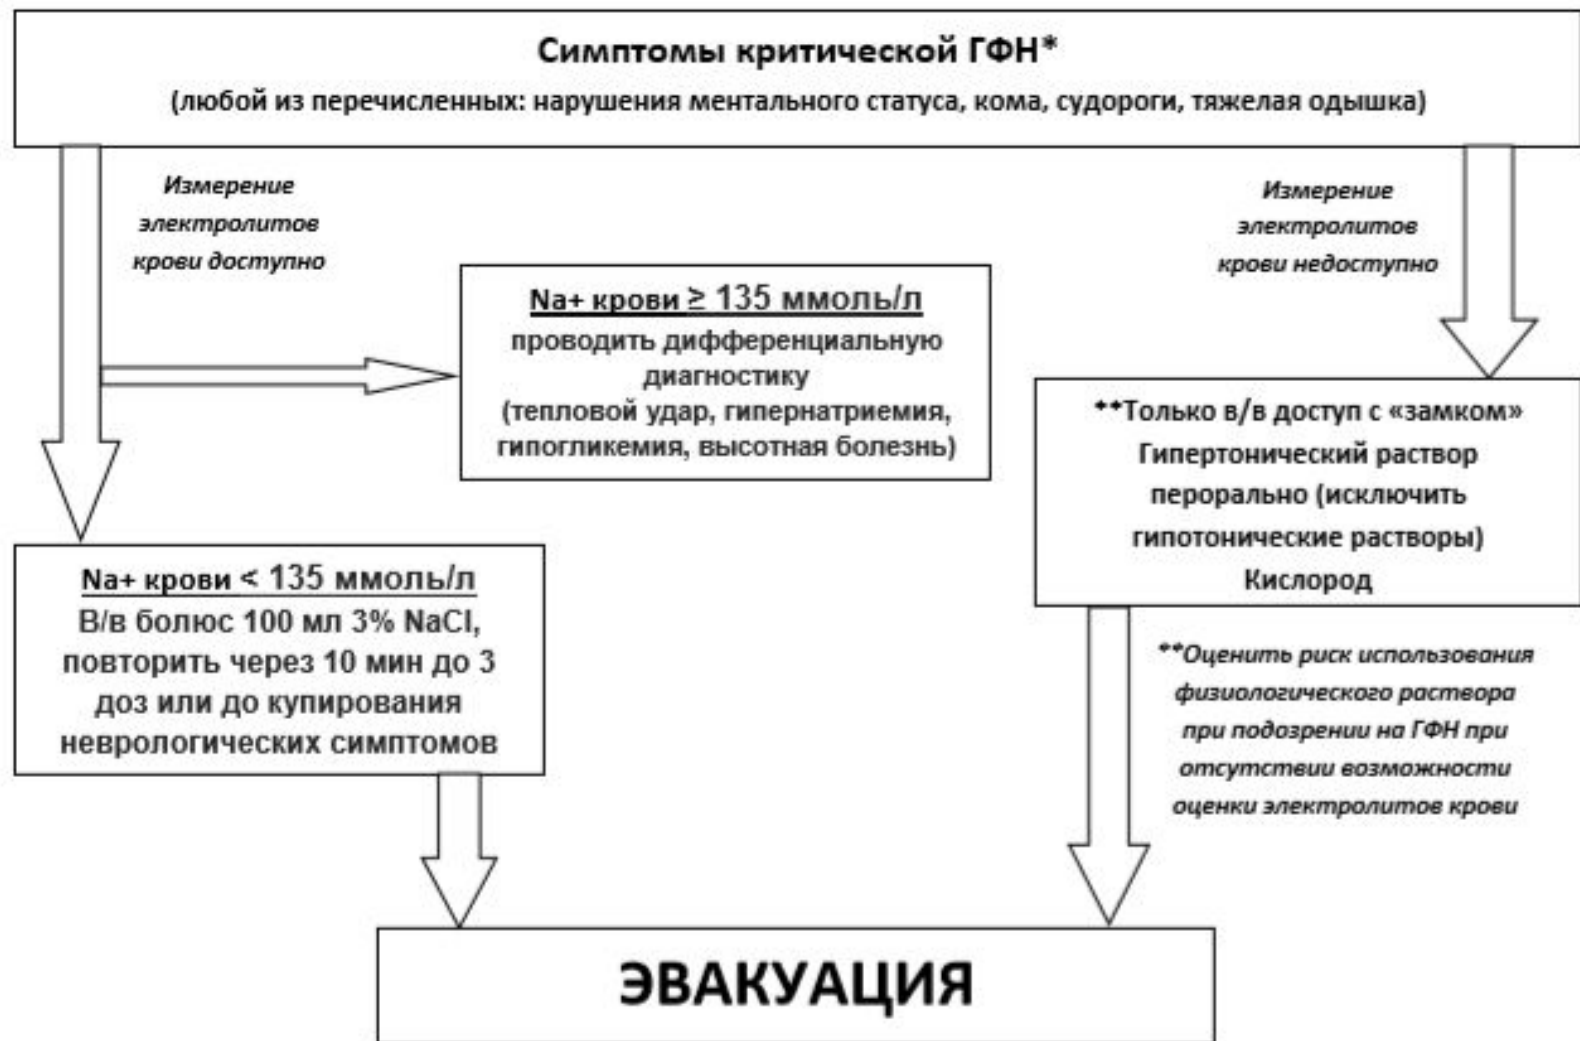 Симптомы критической ГФН*
(любой из перечисленных: нарушения ментального статуса, кома, судороги, тяжелая одышка)
Измерение
электролитов
крови доступно
Измерение
электролитов
крови недоступно
Na+ крови ≥ 135 ммоль/л
проводить дифференциальную
диагностику
(тепловой удар, гипернатриемия,
гипогликемия, высотная болезнь)
**Только в/в доступ с «замком»
Гипертонический раствор
перорально (исключить
гипотонические растворы)
Кислород
Na+ крови < 135 ммоль/л
В/в болюс 100 мл 3% NaCl,
повторить через 10 мин до 3
доз или до купирования
неврологических симптомов
**Оценить риск использования
физиологического раствора
при подозрении на ГФН при
отсутствии возможности
оценки электролитов крови
ЭВАКУАЦИЯ